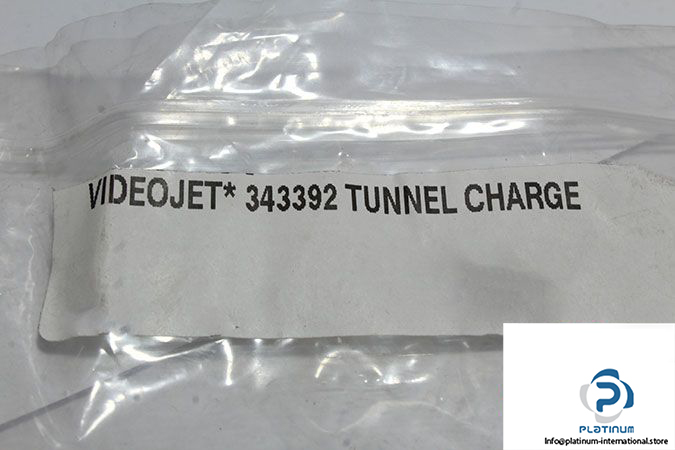 VIDEOJET* 343392 TUNNEL CHARGE
PLATINUM
Info@platinum-international.store